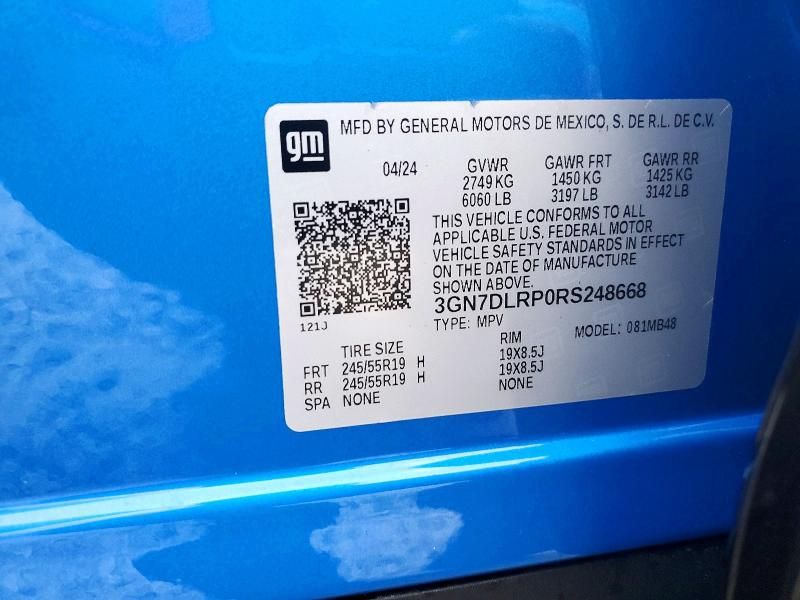 gm
MFD BY GENERAL MOTORS DE MEXICO, S. DE R.L. DE C.V.
04/24
GVWR GAWR FRT GAWR RR
2749 KG 1450 KG 1425 KG
6060 LB 3197 LB 3142 LB
THIS VEHICLE CONFORMS TO ALL
APPLICABLE U.S. FEDERAL MOTOR
VEHICLE SAFETY STANDARDS IN EFFECT
ON THE DATE OF MANUFACTURE
SHOWN ABOVE.
3GN7DLRP0RS248668
121J
TYPE: MPV MODEL: 081MB48
TIRE SIZE RIM
FRT 245/55R19 H 19X8.5J
RR 245/55R19 H 19X8.5J
SPA NONE NONE